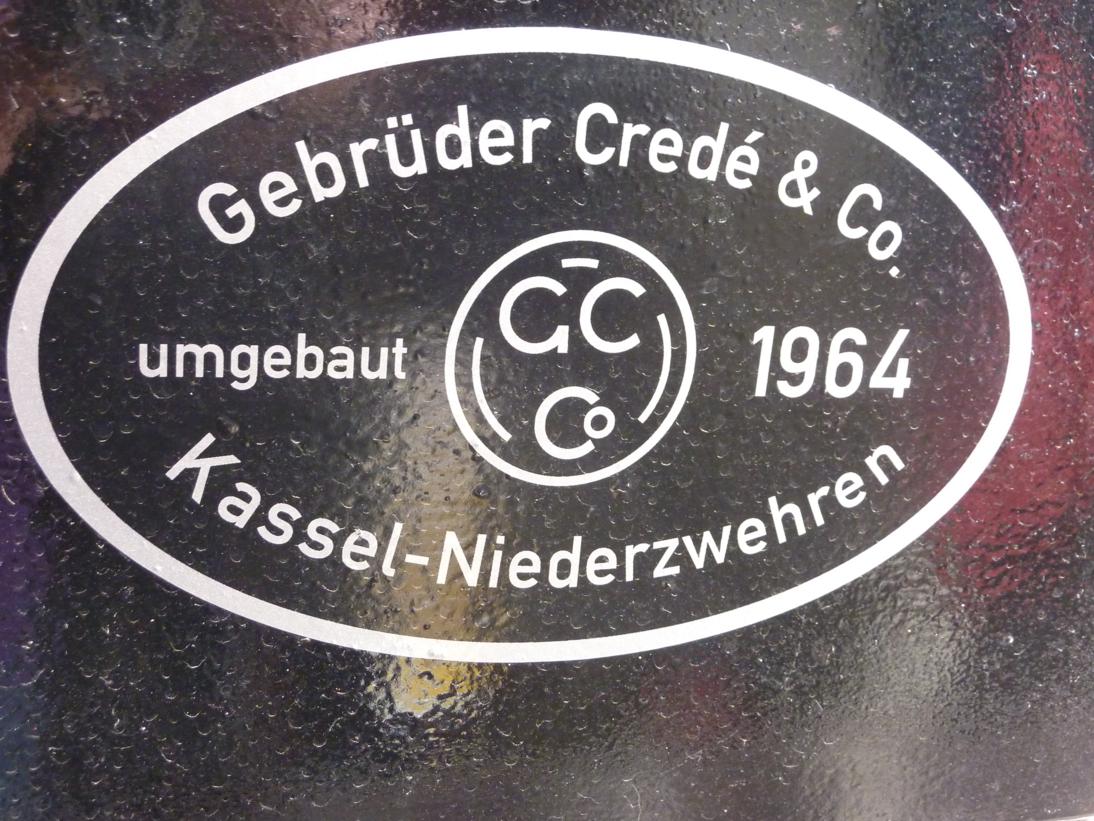 Gebrüder Credé & Co.
umgebaut
GC
Co
1964
Kassel-Niederzwehren